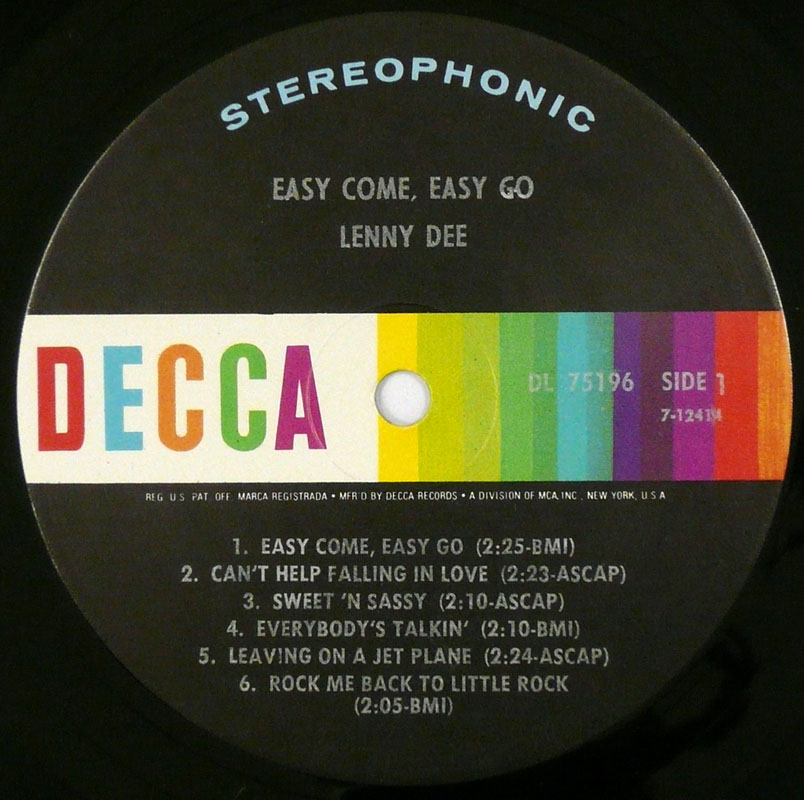 STEREOPHONIC
EASY COME, EASY GO
LENNY DEE
DECCA
DL 75196 SIDE 1
REG. U.S. PAT. OFF. MARCA REGISTRADA • MFR'D BY DECCA RECORDS • A DIVISION OF MCA, INC., NEW YORK, U.S.A.
1. EASY COME, EASY GO (2:25-BMI)
2. CAN'T HELP FALLING IN LOVE (2:23-ASCAP)
3. SWEET 'N SASSY (2:10-ASCAP)
4. EVERYBODY'S TALKIN' (2:10-BMI)
5. LEAVING ON A JET PLANE (2:24-ASCAP)
6. ROCK ME BACK TO LITTLE ROCK
(2:05-BMI)